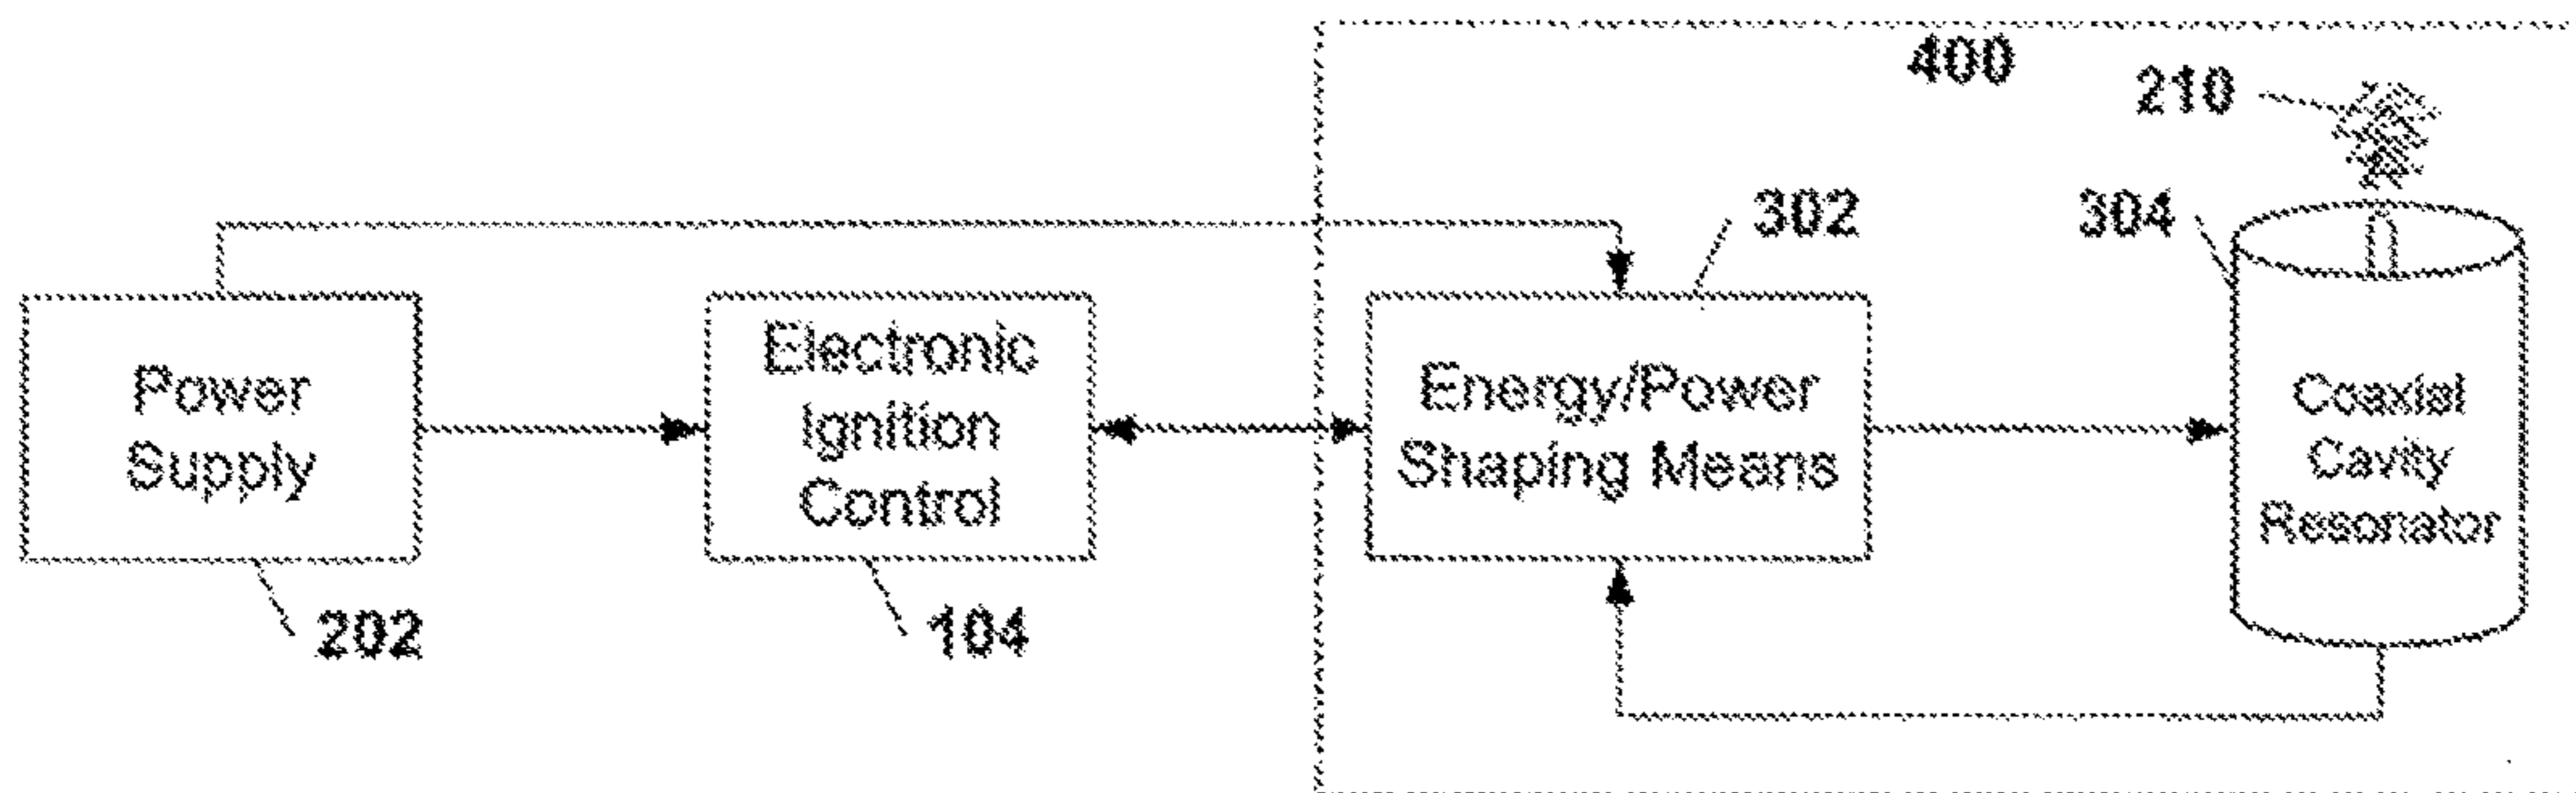 400
210
302
304
Power
Supply
Electronic
Ignition
Control
Energy/Power
Shaping Means
Coaxial
Cavity
Resonator
202
104